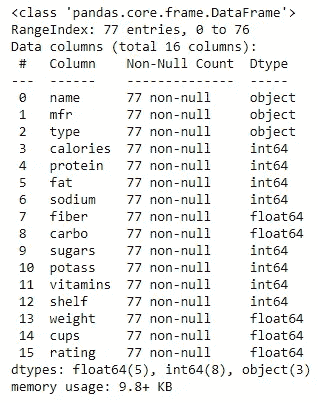 <class 'pandas.core.frame.DataFrame'>
RangeIndex: 77 entries, 0 to 76
Data columns (total 16 columns):
 #   Column    Non-Null Count  Dtype
---  ------    --------------  -----
 0   name      77 non-null     object
 1   mfr       77 non-null     object
 2   type      77 non-null     object
 3   calories  77 non-null     int64
 4   protein   77 non-null     int64
 5   fat       77 non-null     int64
 6   sodium    77 non-null     int64
 7   fiber     77 non-null     float64
 8   carbo     77 non-null     float64
 9   sugars    77 non-null     int64
 10  potass    77 non-null     int64
 11  vitamins  77 non-null     int64
 12  shelf     77 non-null     int64
 13  weight    77 non-null     float64
 14  cups      77 non-null     float64
 15  rating    77 non-null     float64
dtypes: float64(5), int64(8), object(3)
memory usage: 9.8+ KB